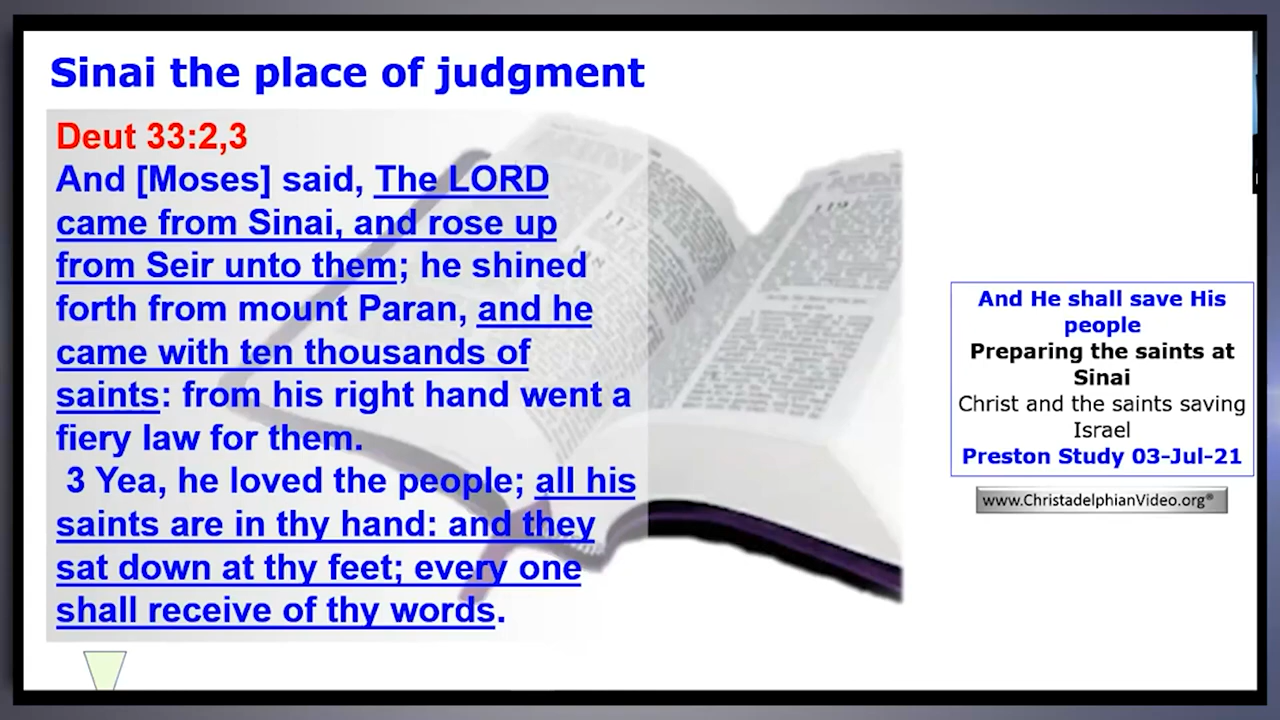 Sinai the place of judgment
Deut 33:2,3
And [Moses] said, The LORD
came from Sinai, and rose up
from Seir unto them; he shined
forth from mount Paran, and he
came with ten thousands of
saints: from his right hand went a
fiery law for them.
3 Yea, he loved the people; all his
saints are in thy hand: and they
sat down at thy feet; every one
shall receive of thy words.
And He shall save His
people
Preparing the saints at
Sinai
Christ and the saints saving
Israel
Preston Study 03-Jul-21
www.ChristadelphianVideo.org®
117
119